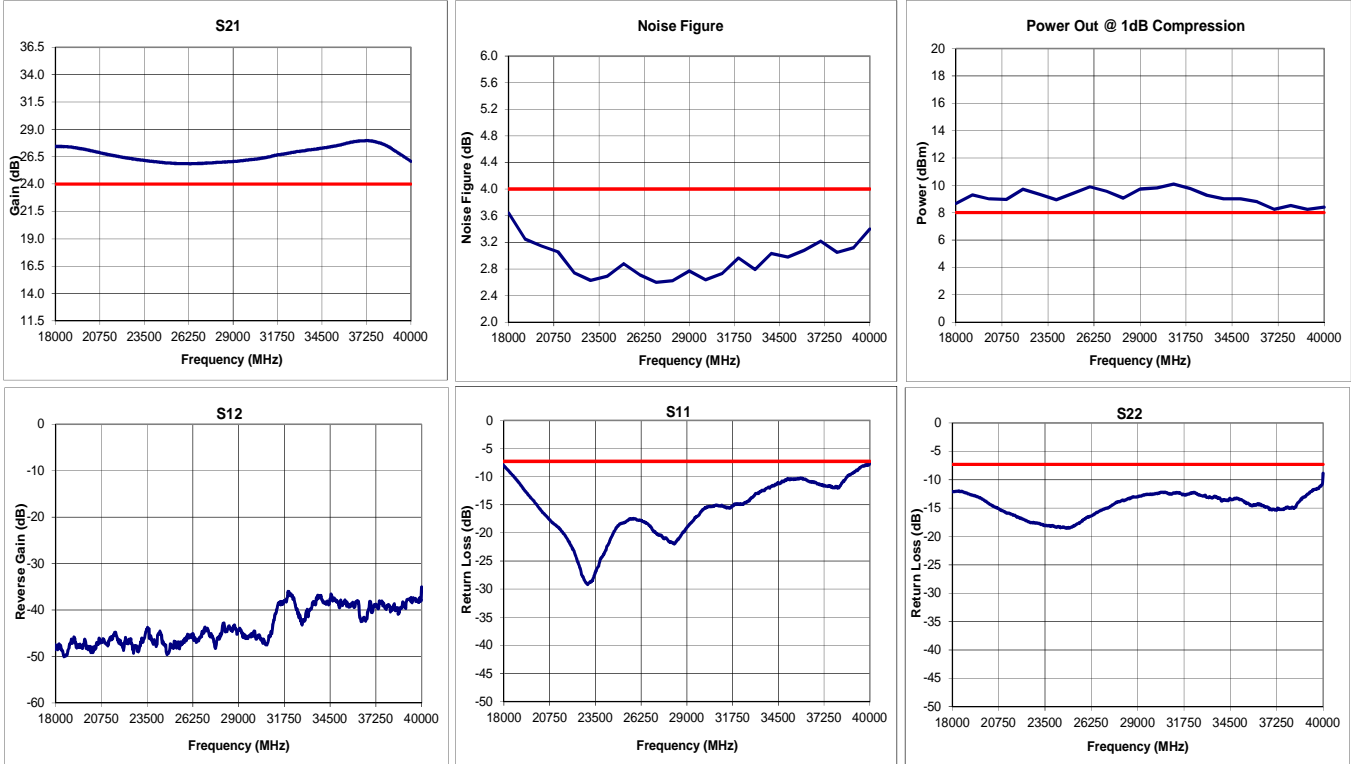 S21
Gain (dB)
36.5
34.0
31.5
29.0
26.5
24.0
21.5
19.0
16.5
14.0
11.5
18000 20750 23500 26250 29000 31750 34500 37250 40000
Frequency (MHz)
Noise Figure
Noise Figure (dB)
6.0
5.6
5.2
4.8
4.4
4.0
3.6
3.2
2.8
2.4
2.0
18000 20750 23500 26250 29000 31750 34500 37250 40000
Frequency (MHz)
Power Out @ 1dB Compression
Power (dBm)
20
18
16
14
12
10
8
6
4
2
0
18000 20750 23500 26250 29000 31750 34500 37250 40000
Frequency (MHz)
S12
Reverse Gain (dB)
0
-10
-20
-30
-40
-50
-60
18000 20750 23500 26250 29000 31750 34500 37250 40000
Frequency (MHz)
S11
Return Loss (dB)
0
-5
-10
-15
-20
-25
-30
-35
-40
-45
-50
18000 20750 23500 26250 29000 31750 34500 37250 40000
Frequency (MHz)
S22
Return Loss (dB)
0
-5
-10
-15
-20
-25
-30
-35
-40
-45
-50
18000 20750 23500 26250 29000 31750 34500 37250 40000
Frequency (MHz)